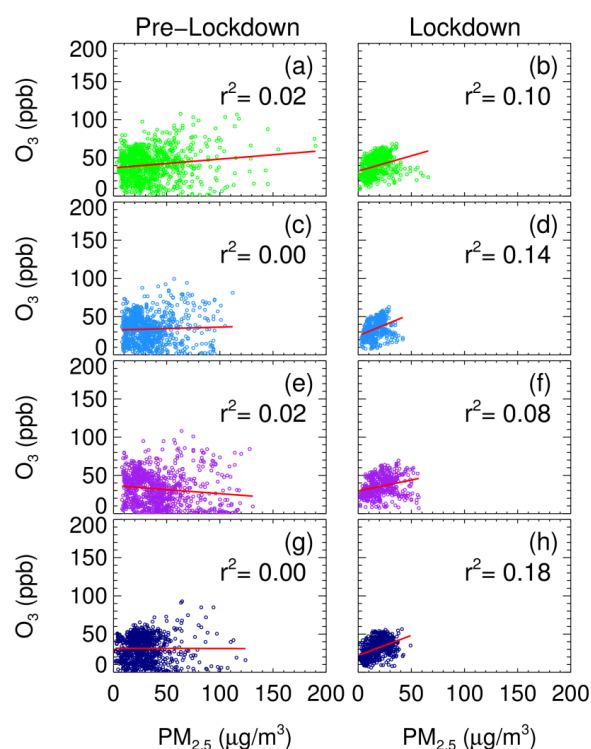 Pre−Lockdown Lockdown
200 (a) (b)
150 r²= 0.02 r²= 0.10
O₃ (ppb)
100
50
0
200 (c) (d)
150 r²= 0.00 r²= 0.14
O₃ (ppb)
100
50
0
200 (e) (f)
150 r²= 0.02 r²= 0.08
O₃ (ppb)
100
50
0
200 (g) (h)
150 r²= 0.00 r²= 0.18
O₃ (ppb)
100
50
0
0 50 100 150 200 0 50 100 150 200
PM₂.₅ (μg/m³) PM₂.₅ (μg/m³)